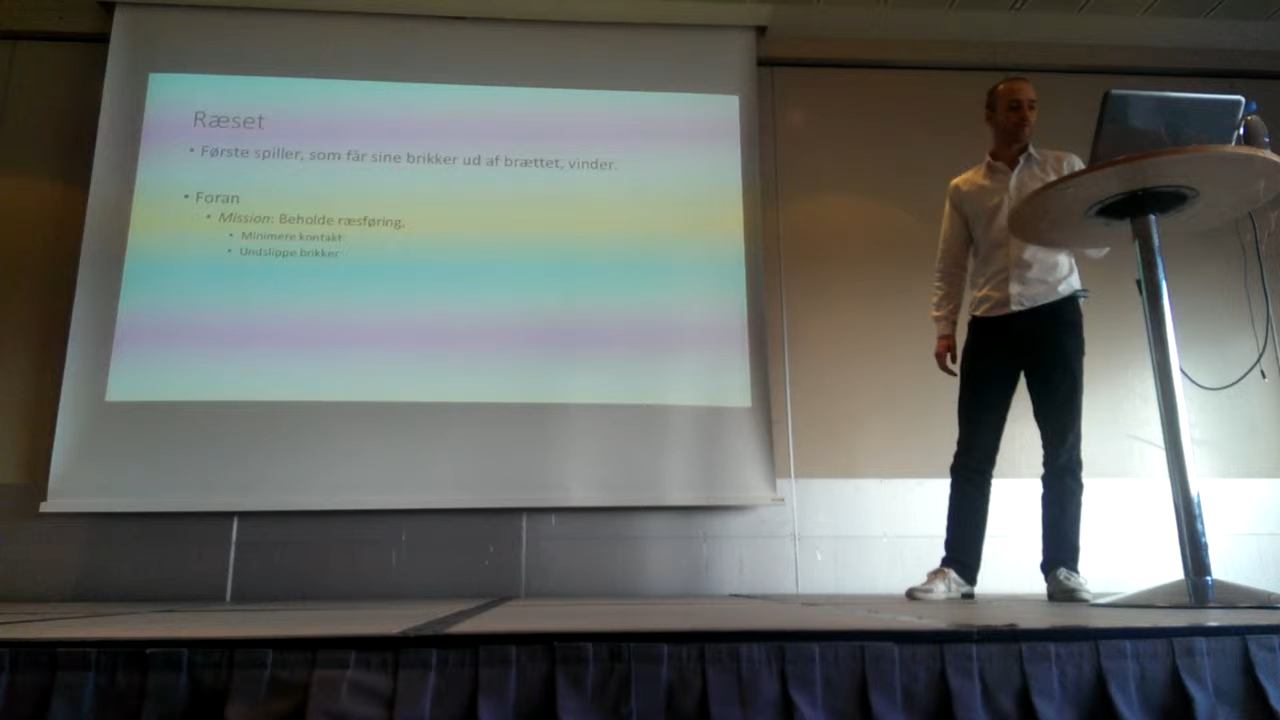 Ræset
• Første spiller, som får sine brikker ud af brættet, vinder.
• Foran
• Mission: Beholde ræsføring.
• Minimere kontakt
• Undslippe brikker